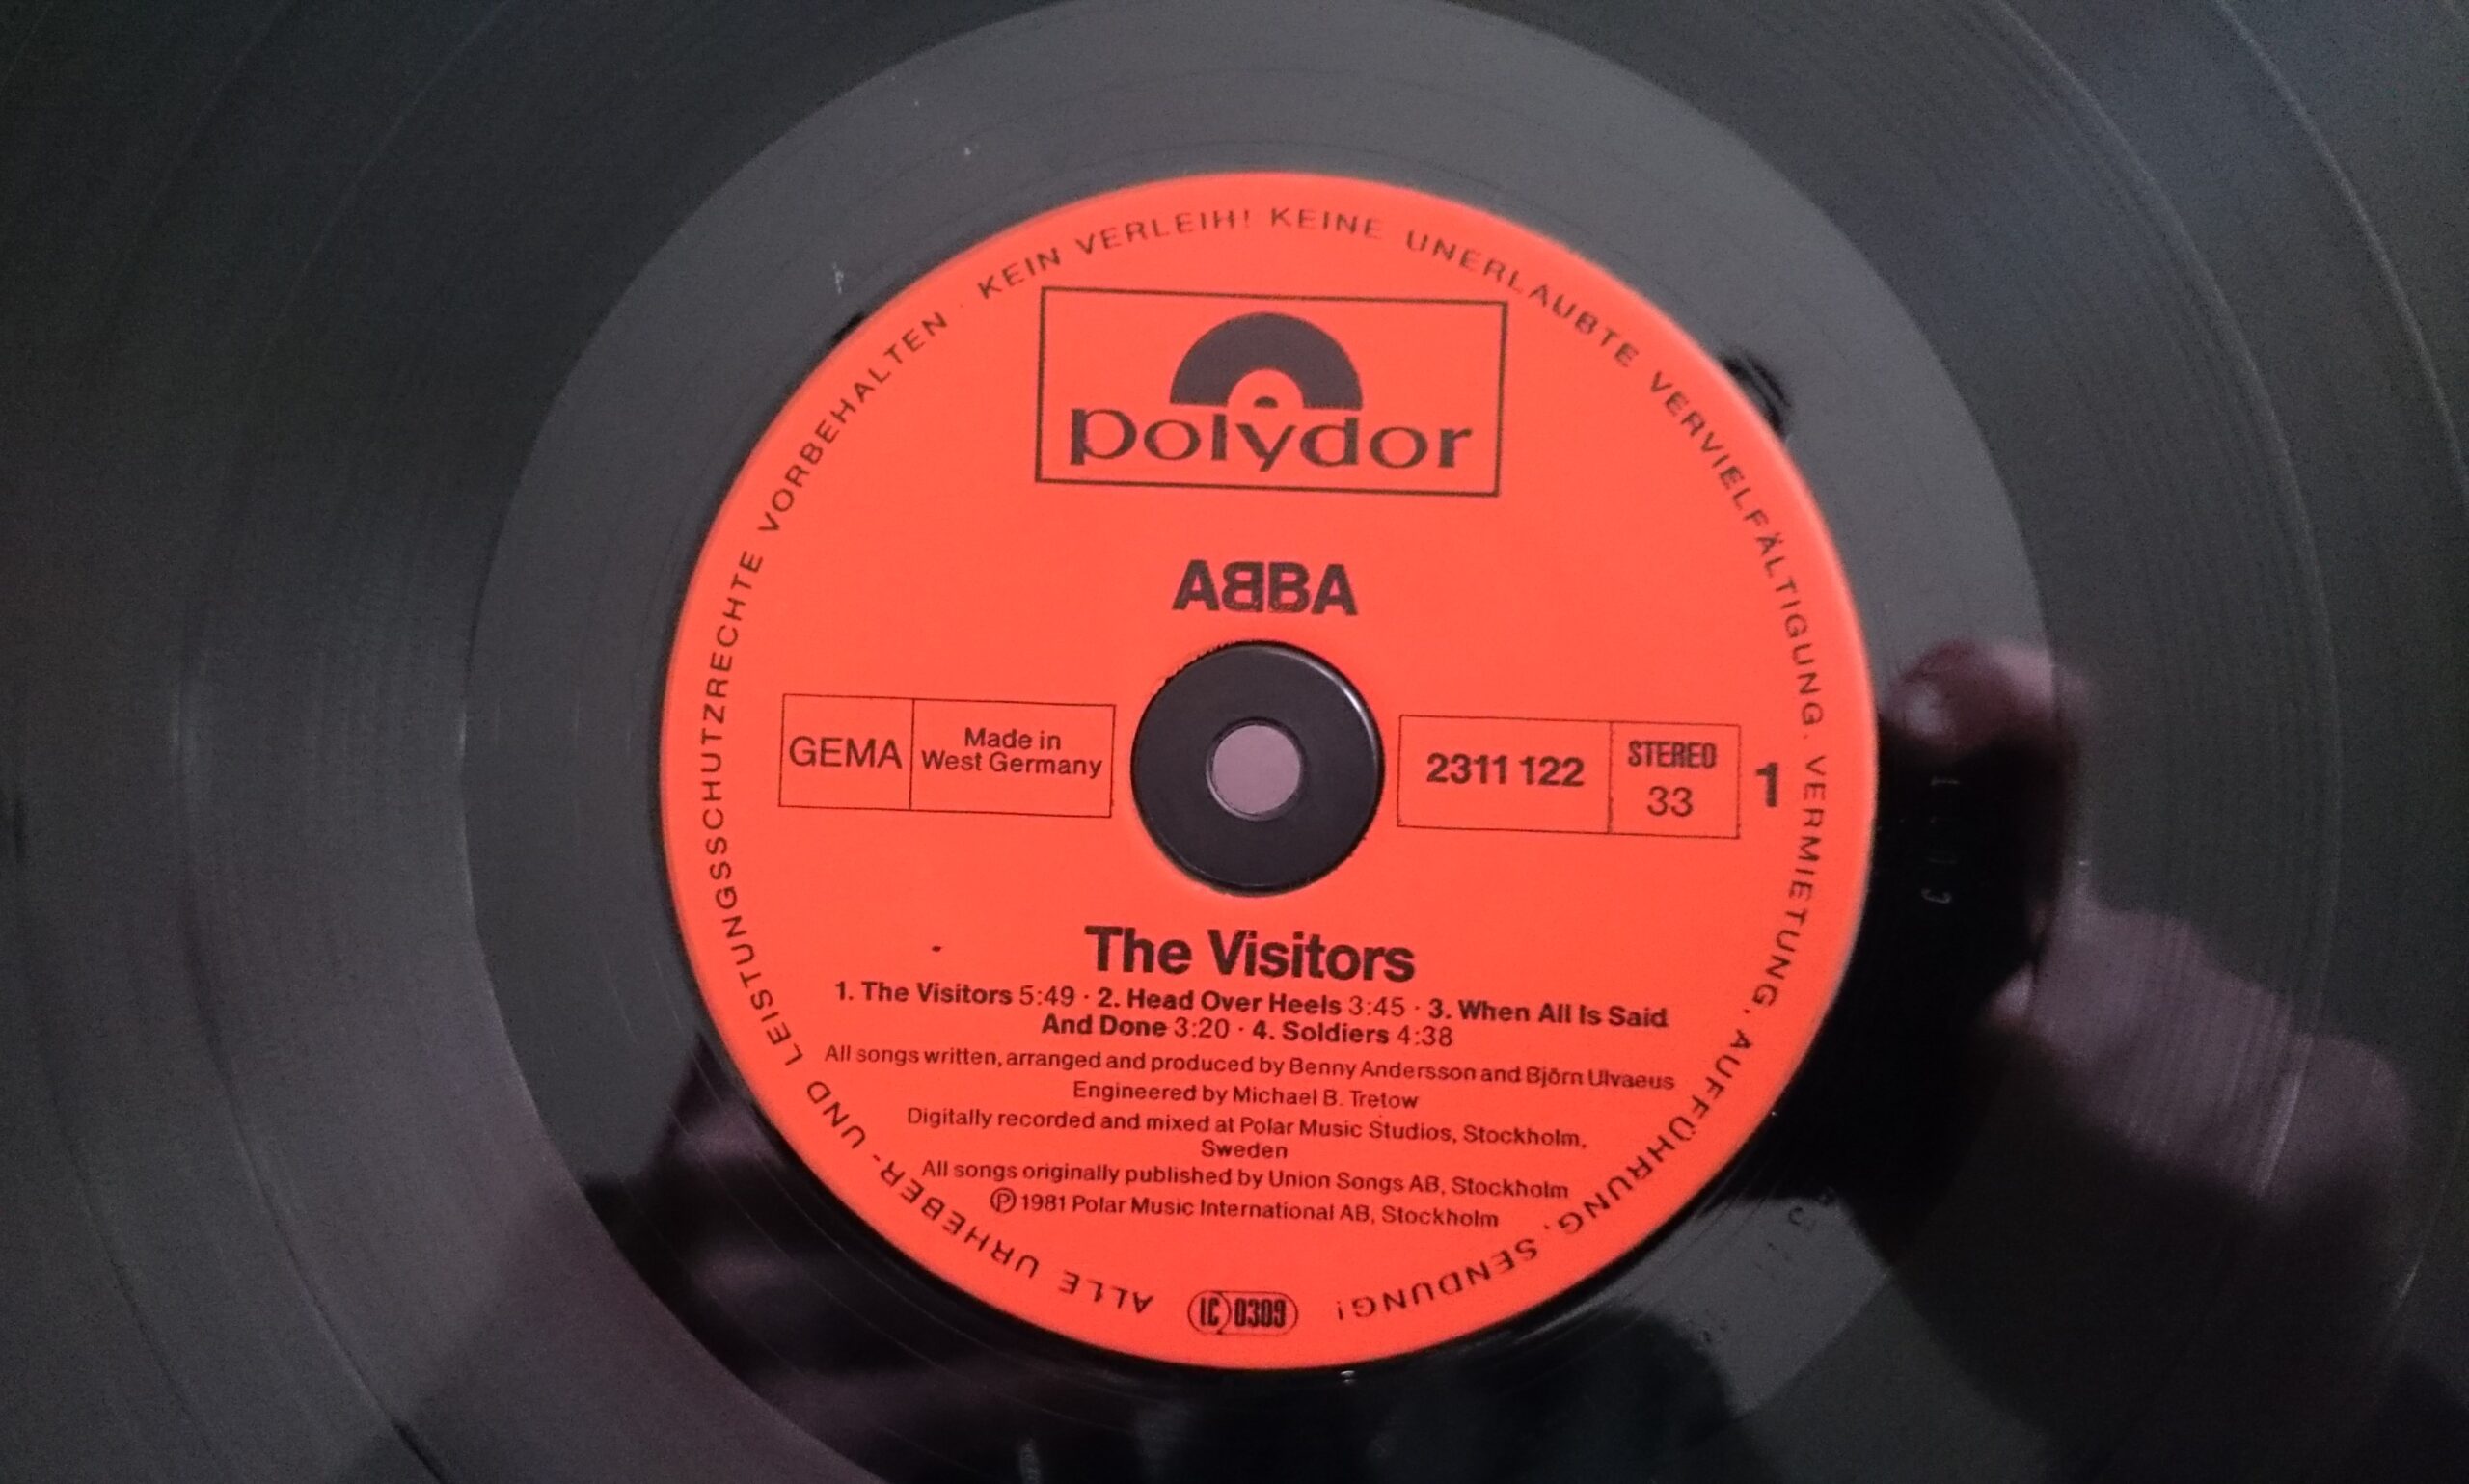 ALLE URHEBER- UND LEISTUNGSSCHUTZRECHTE VORBEHALTEN · KEIN VERLEIH! KEINE UNERLAUBTE VERVIELFÄLTIGUNG, VERMIETUNG, AUFFÜHRUNG, SENDUNG!
polydor
ABBA
GEMA
Made in
West Germany
2311 122
STEREO
33
1
The Visitors
1. The Visitors 5:49 · 2. Head Over Heels 3:45 · 3. When All Is Said
And Done 3:20 · 4. Soldiers 4:38
All songs written, arranged and produced by Benny Andersson and Björn Ulvaeus
Engineered by Michael B. Tretow
Digitally recorded and mixed at Polar Music Studios, Stockholm,
Sweden
All songs originally published by Union Songs AB, Stockholm
Ⓟ 1981 Polar Music International AB, Stockholm
LC 0309